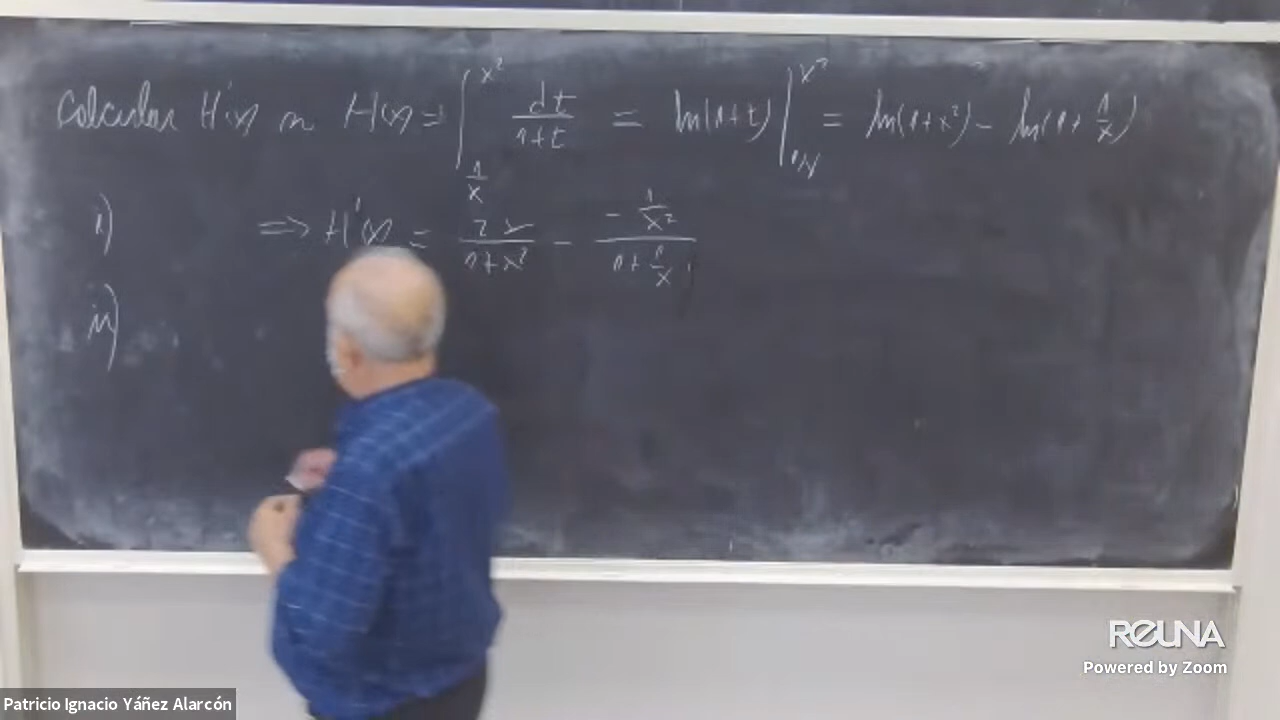 Calcular H'(x) si H(x) = ∫_{1/x}^{x²} dt/(1+t) = ln(1+t) |_{1/x}^{x²} = ln(1+x²) - ln(1+ 1/x)
i) ⇒ H'(x) = 2x/(1+x²) - (-1/x²)/(1+ 1/x)
ii)
REUNA
Powered by Zoom
Patricio Ignacio Yáñez Alarcón